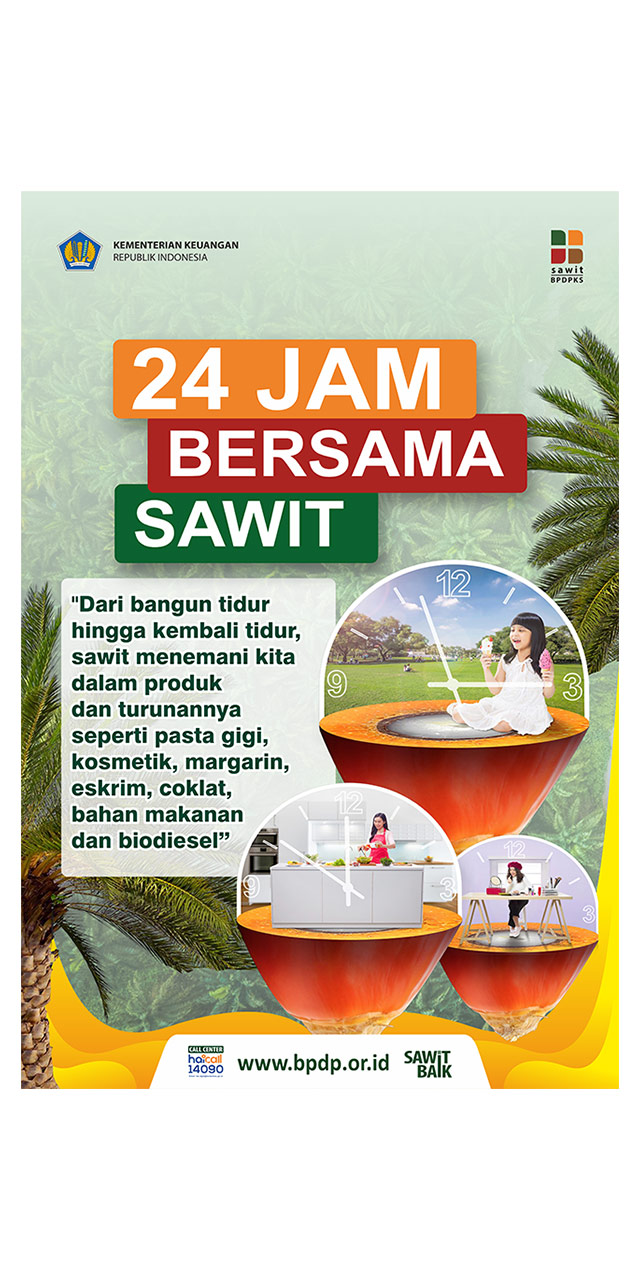 KEMENTERIAN KEUANGAN
REPUBLIK INDONESIA
sawit
BPDPKS
24 JAM
BERSAMA
SAWIT
"Dari bangun tidur
hingga kembali tidur,
sawit menemani kita
dalam produk
dan turunannya
seperti pasta gigi,
kosmetik, margarin,
eskrim, coklat,
bahan makanan
dan biodiesel”
12
9
3
12
9
3
12
3
CALL CENTER
haicall
14090
www.bpdp.or.id
SAWiT
BAIK